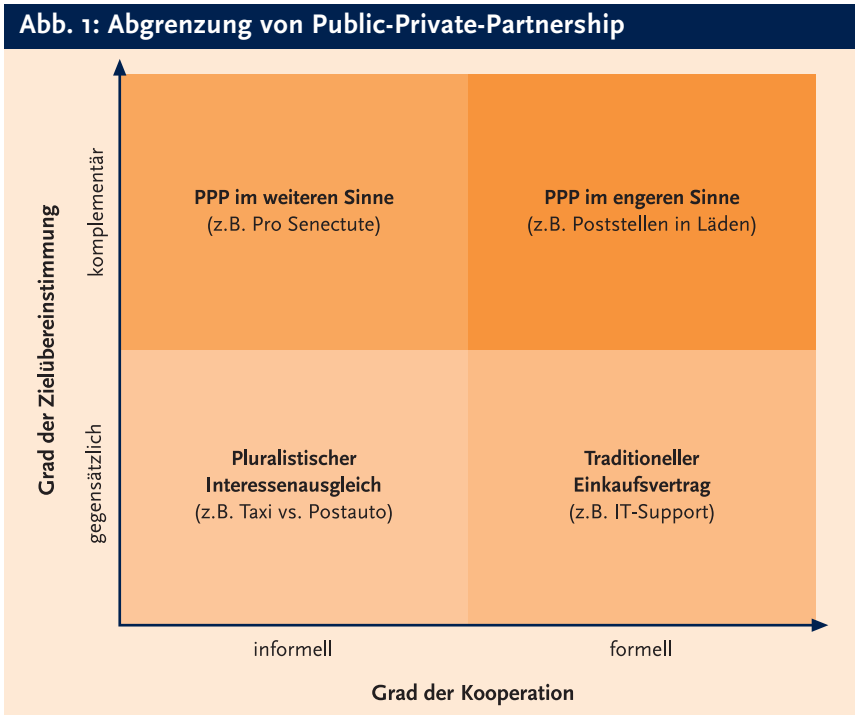 Abb. 1: Abgrenzung von Public-Private-Partnership
Grad der Zielübereinstimmung
komplementär
gegensätzlich
PPP im weiteren Sinne
(z.B. Pro Senectute)
PPP im engeren Sinne
(z.B. Poststellen in Läden)
Pluralistischer
Interessenausgleich
(z.B. Taxi vs. Postauto)
Traditioneller
Einkaufsvertrag
(z.B. IT-Support)
informell
formell
Grad der Kooperation